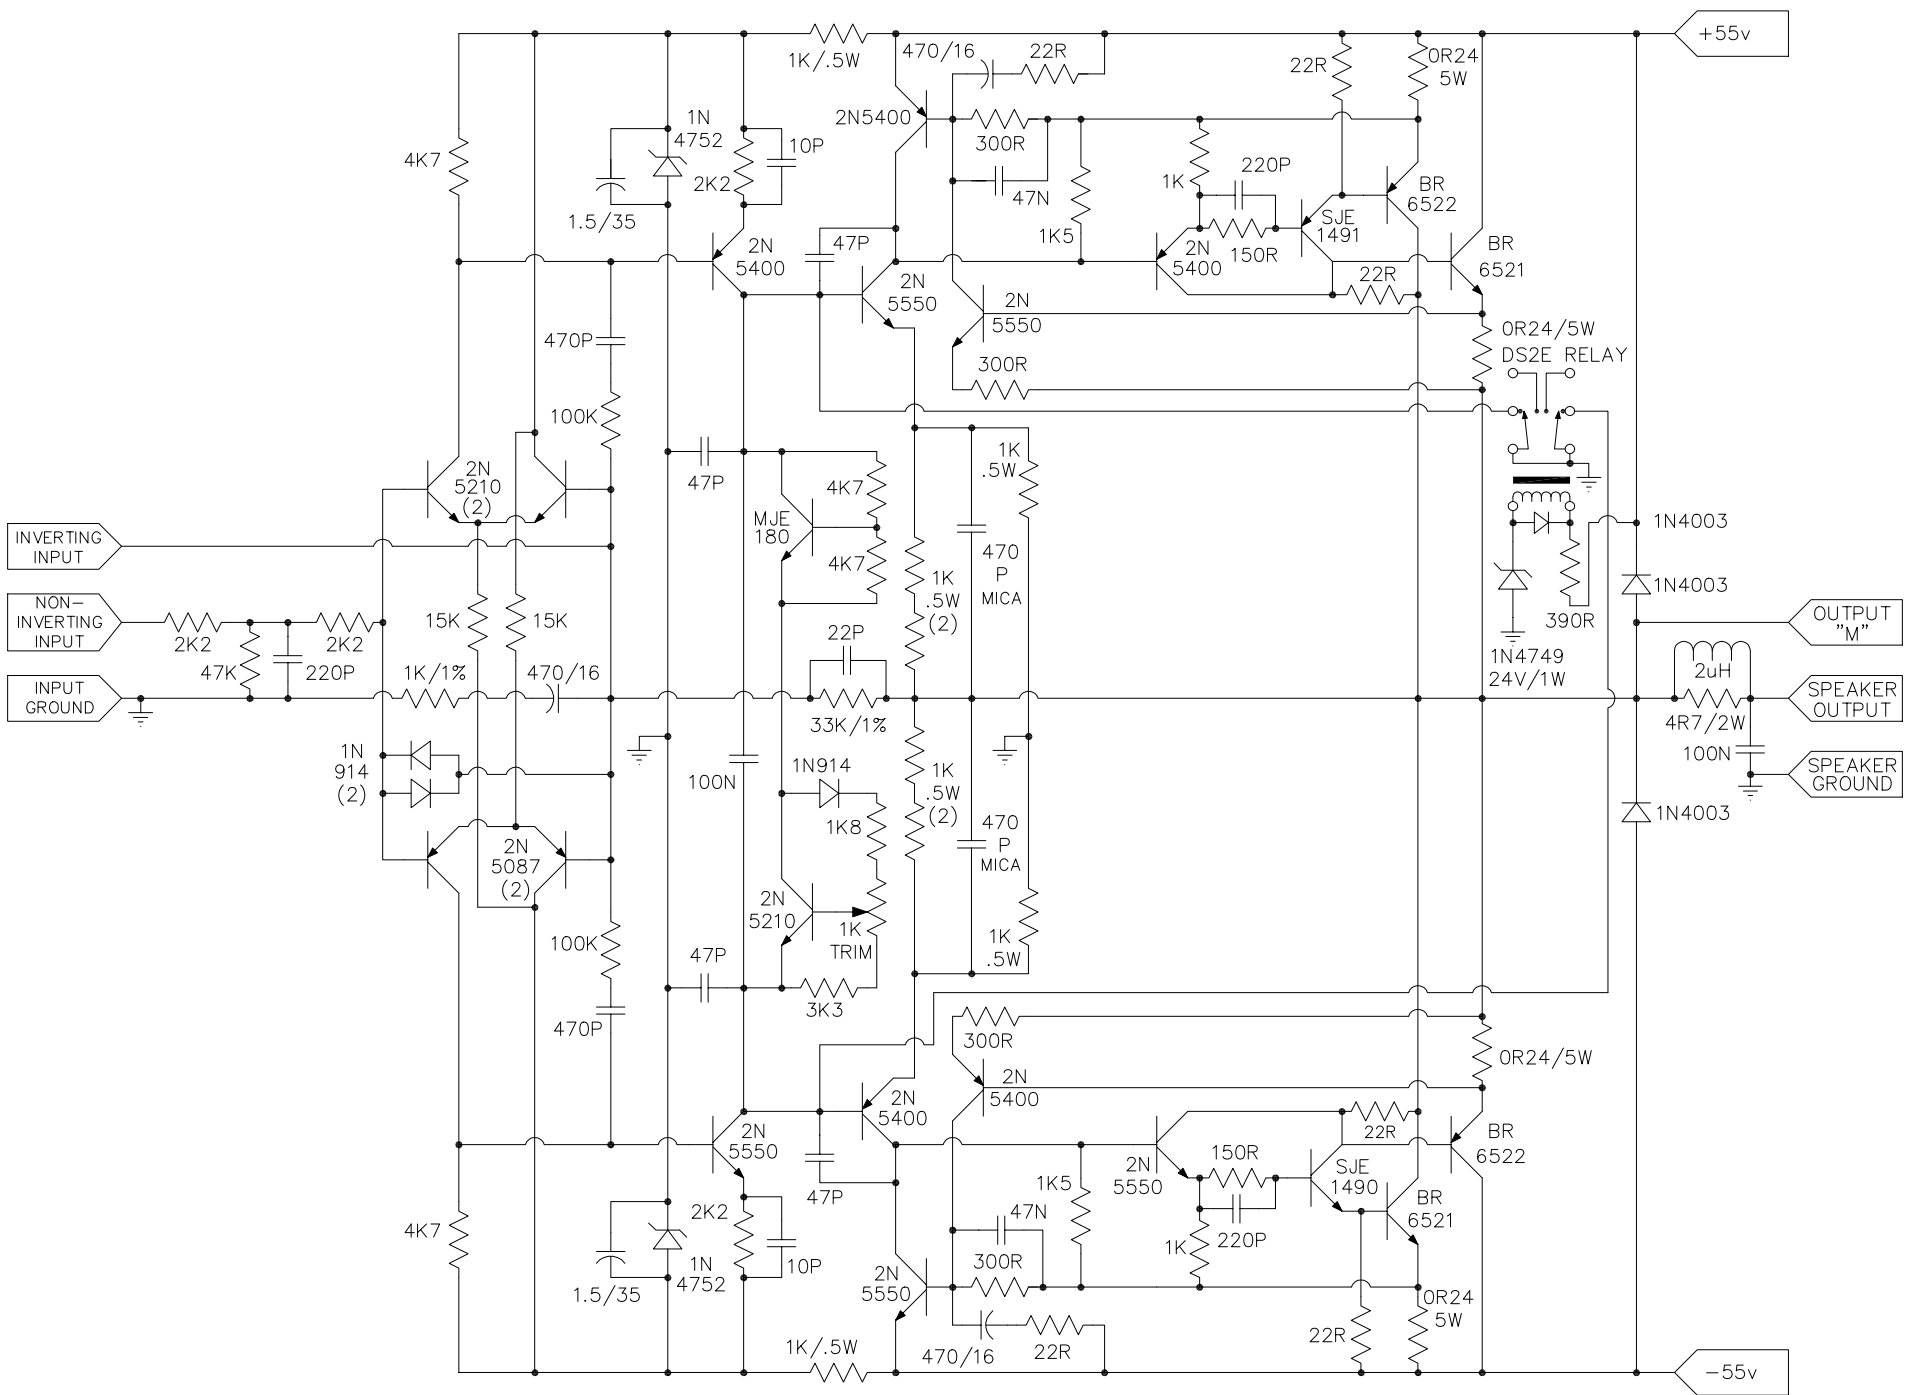 +55v
470/16
22R
1K/.5W
22R
0R24
5W
2N5400
1N
4752
10P
4K7
300R
2K2
47N
1K
220P
BR
6522
1.5/35
2N
5400
47P
1K5
2N
5400
150R
SJE
1491
BR
6521
22R
2N
5550
2N
5550
470P
300R
0R24/5W
DS2E RELAY
100K
2N
5210
(2)
47P
4K7
1K
.5W
MJE
180
4K7
470
P
MICA
1K
.5W
(2)
1N4003
1N4003
INVERTING
INPUT
NON-
INVERTING
INPUT
2K2
47K
220P
2K2
15K
15K
22P
390R
OUTPUT
"M"
1N4749
24V/1W
2uH
INPUT
GROUND
1K/1%
470/16
33K/1%
4R7/2W
SPEAKER
OUTPUT
100N
SPEAKER
GROUND
1N
914
(2)
100N
1N914
1K8
1K
.5W
(2)
470
P
MICA
1N4003
2N
5087
(2)
2N
5210
1K
TRIM
1K
.5W
100K
47P
3K3
470P
300R
0R24/5W
2N
5400
2N
5400
22R
BR
6522
2N
5550
47P
2N
5550
150R
SJE
1490
1K5
220P
BR
6521
4K7
2K2
47N
1K
1.5/35
1N
4752
10P
2N
5550
300R
0R24
5W
22R
1K/.5W
470/16
22R
-55v